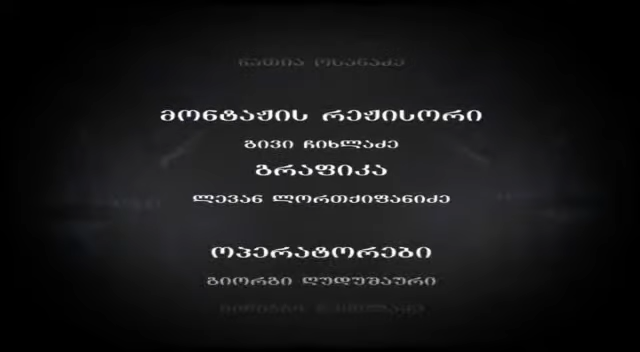 მონტაჟის რეჟისორი
გივი ჩიხლაძე
გრაფიკა
ლევან ლორთქიფანიძე
ოპერატორები
გიორგი ღუდუშაური